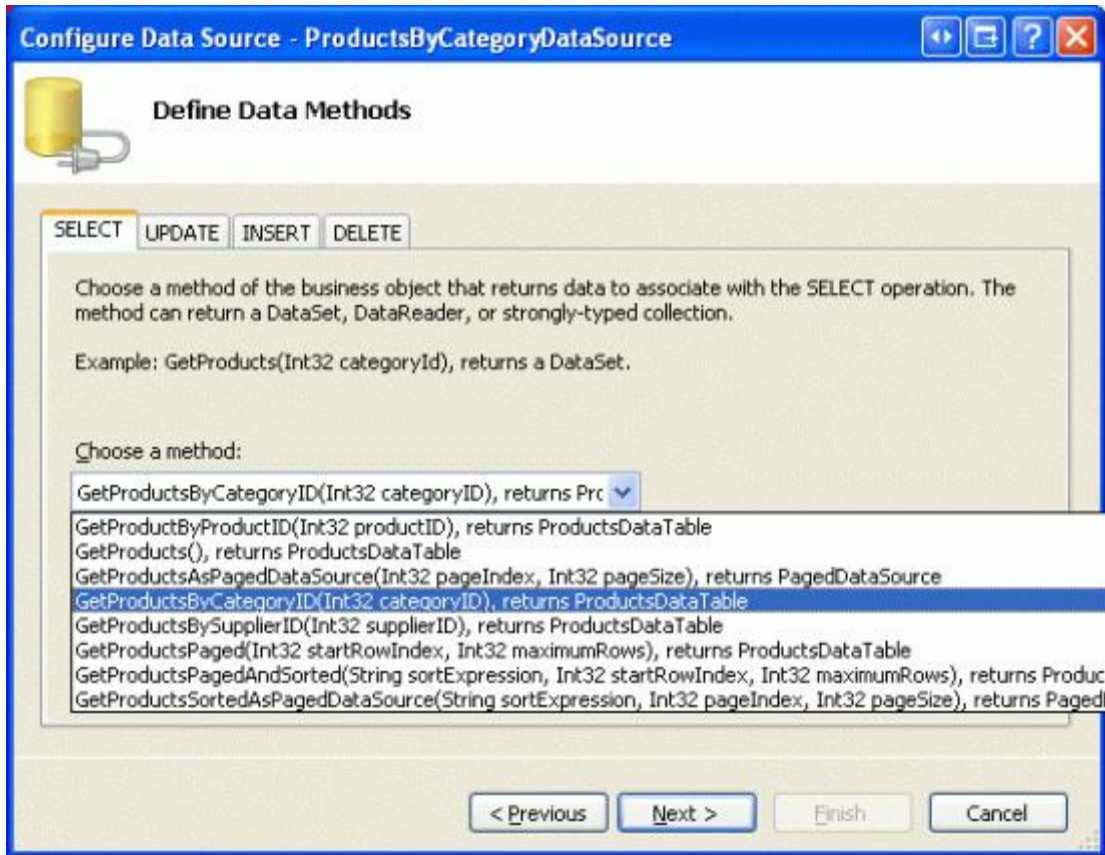 Configure Data Source - ProductsByCategoryDataSource
Define Data Methods
SELECT UPDATE INSERT DELETE
Choose a method of the business object that returns data to associate with the SELECT operation. The
method can return a DataSet, DataReader, or strongly-typed collection.
Example: GetProducts(Int32 categoryId), returns a DataSet.
Choose a method:
GetProductsByCategoryID(Int32 categoryID), returns Prc
GetProductByProductID(Int32 productID), returns ProductsDataTable
GetProducts(), returns ProductsDataTable
GetProductsAsPagedDataSource(Int32 pageIndex, Int32 pageSize), returns PagedDataSource
GetProductsByCategoryID(Int32 categoryID), returns ProductsDataTable
GetProductsBySupplierID(Int32 supplierID), returns ProductsDataTable
GetProductsPaged(Int32 startRowIndex, Int32 maximumRows), returns ProductsDataTable
GetProductsPagedAndSorted(String sortExpression, Int32 startRowIndex, Int32 maximumRows), returns Produc
GetProductsSortedAsPagedDataSource(String sortExpression, Int32 pageIndex, Int32 pageSize), returns Paged
< Previous Next > Finish Cancel